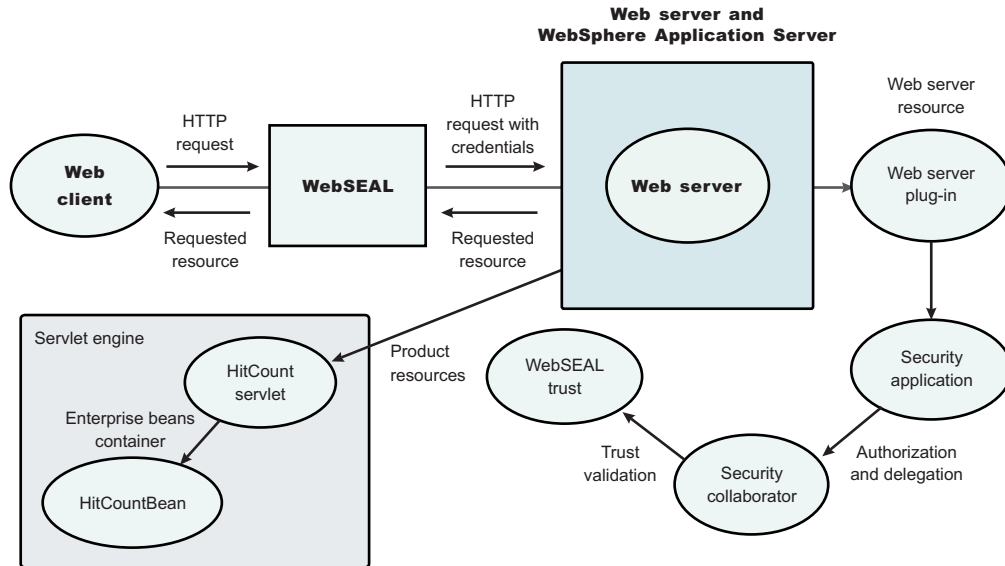 Web server and
WebSphere Application Server
Web server
resource
HTTP
request
HTTP
request with
credentials
Web
client
WebSEAL
Web server
Web server
plug-in
Requested
resource
Requested
resource
Servlet engine
HitCount
servlet
Product
resources
WebSEAL
trust
Security
application
Enterprise beans
container
Trust
validation
Authorization
and delegation
Security
collaborator
HitCountBean